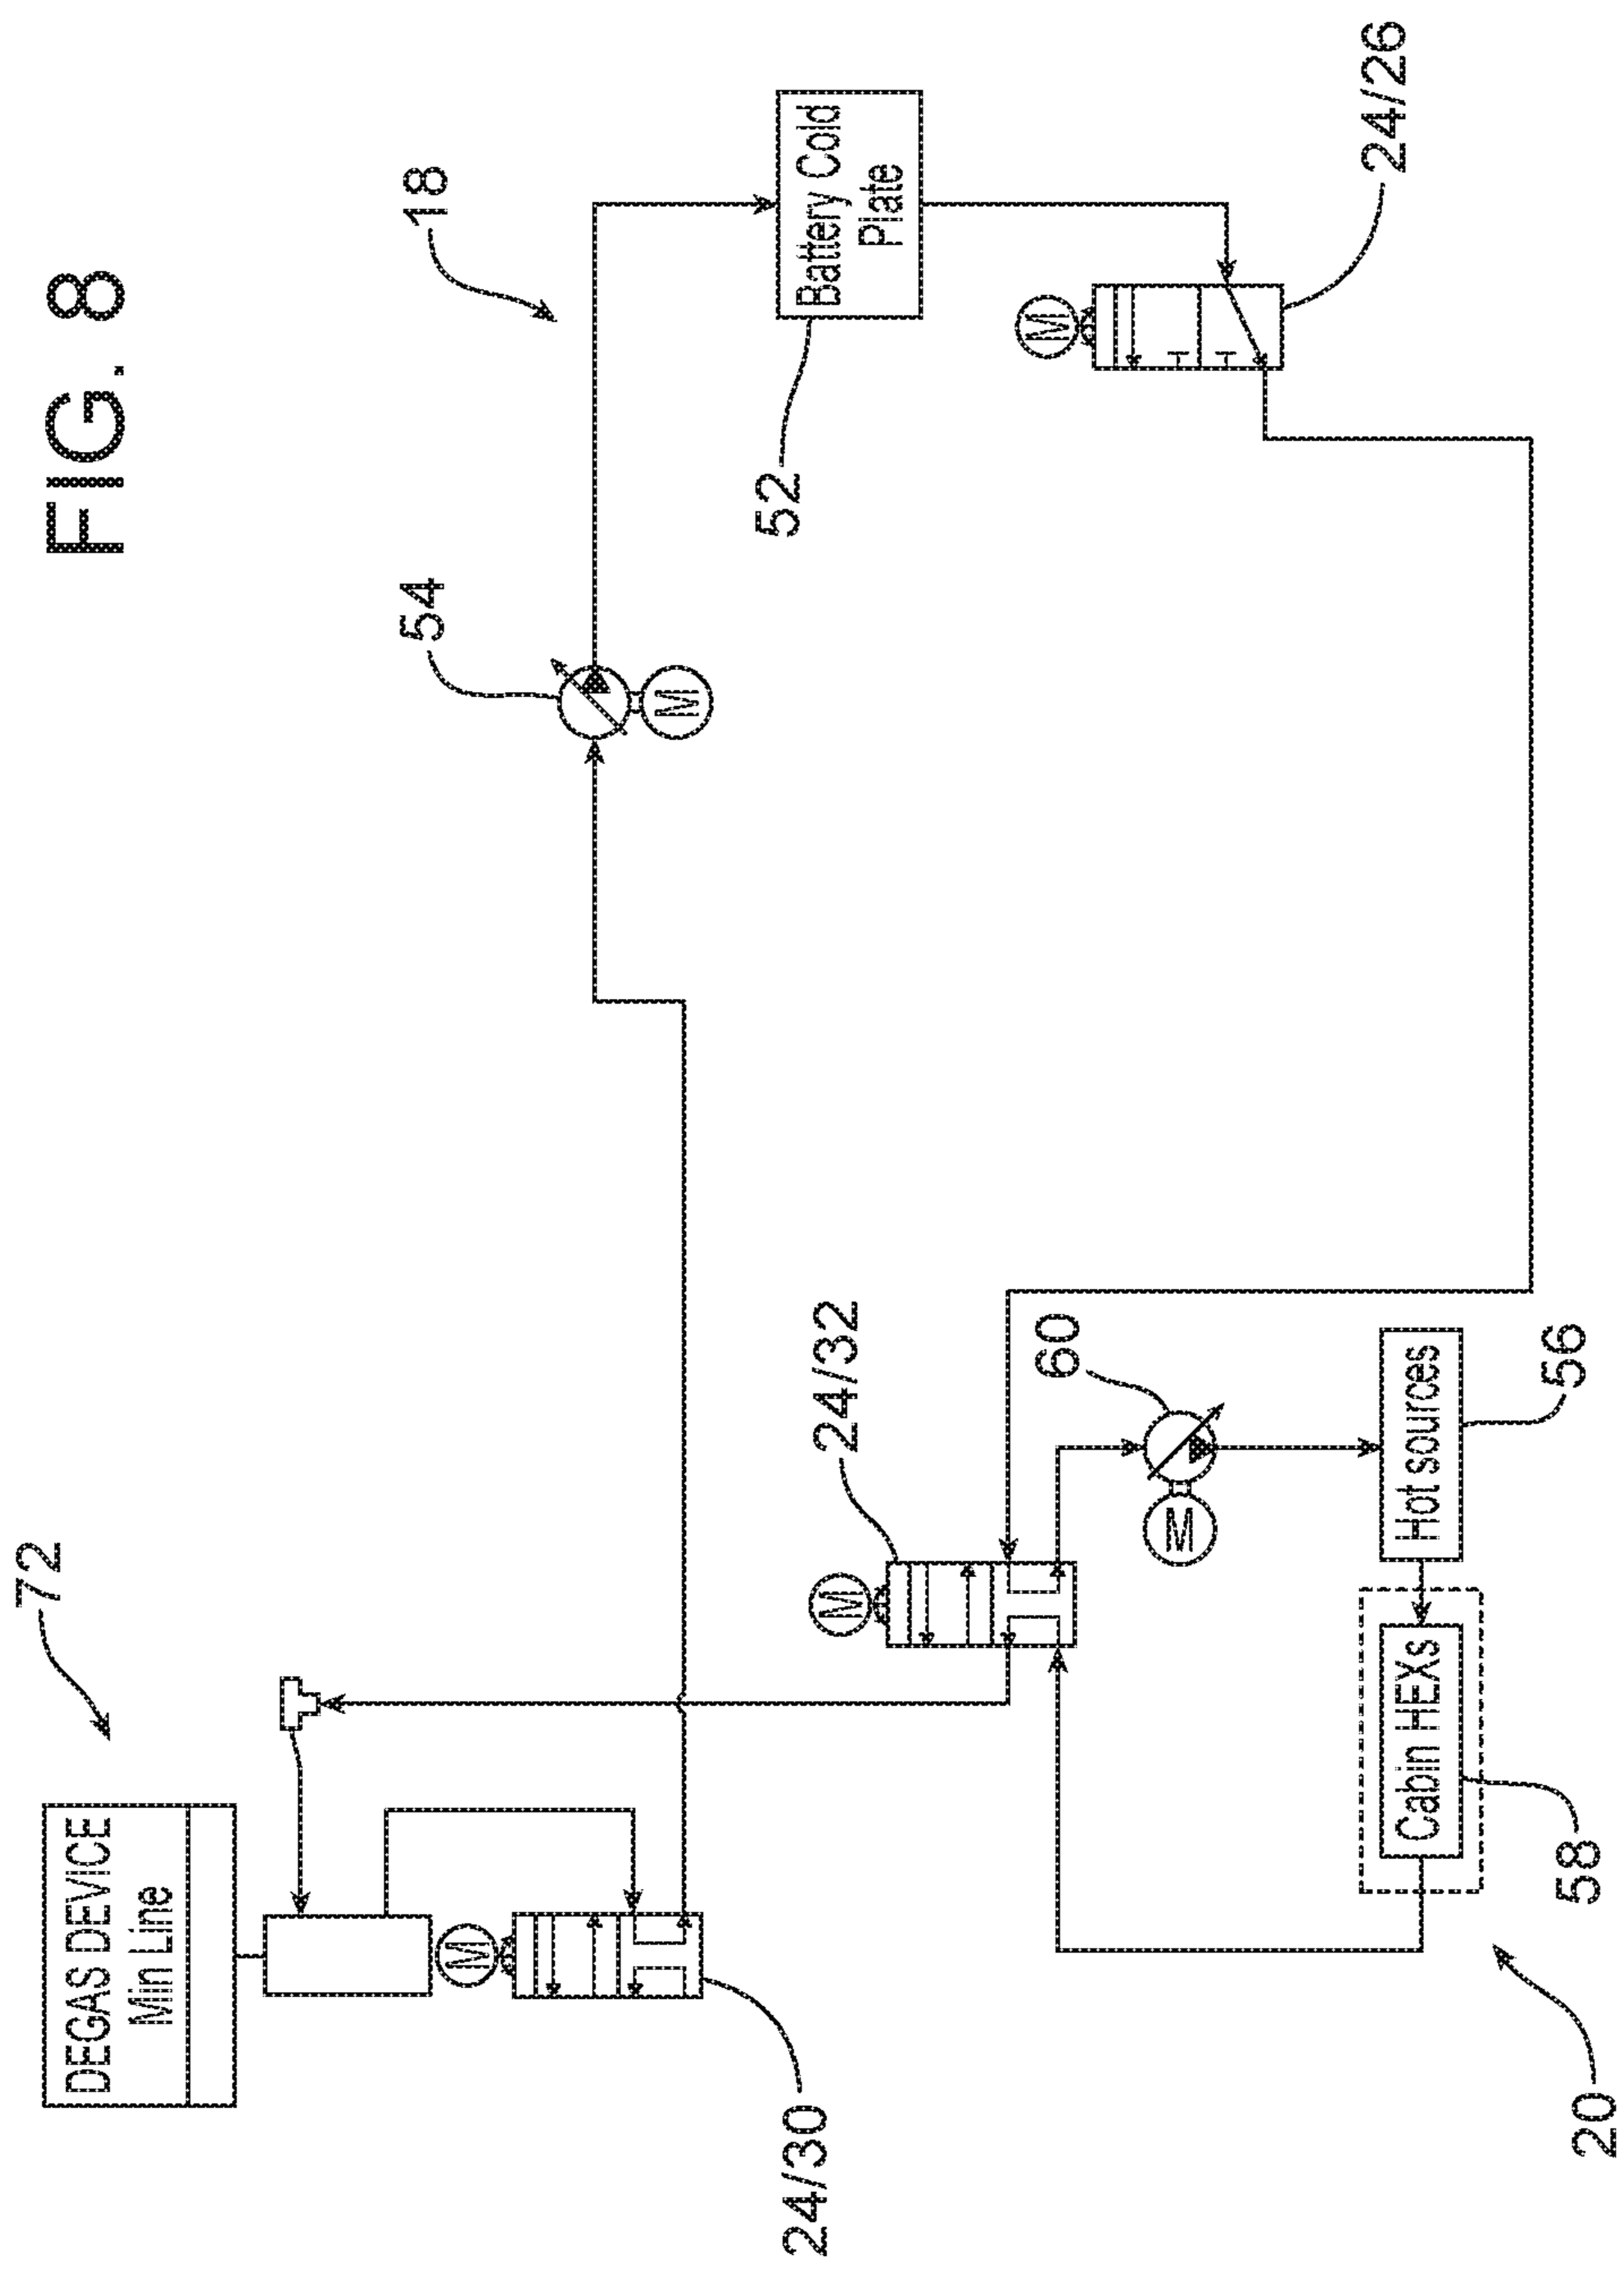 FIG. 8
72
DEGAS DEVICE
Min Line
M
24/30
54
M
18
Battery Cold
Plate
52
M
24/26
24/32
M
60
M
Hot sources
56
Cabin HEXs
58
20